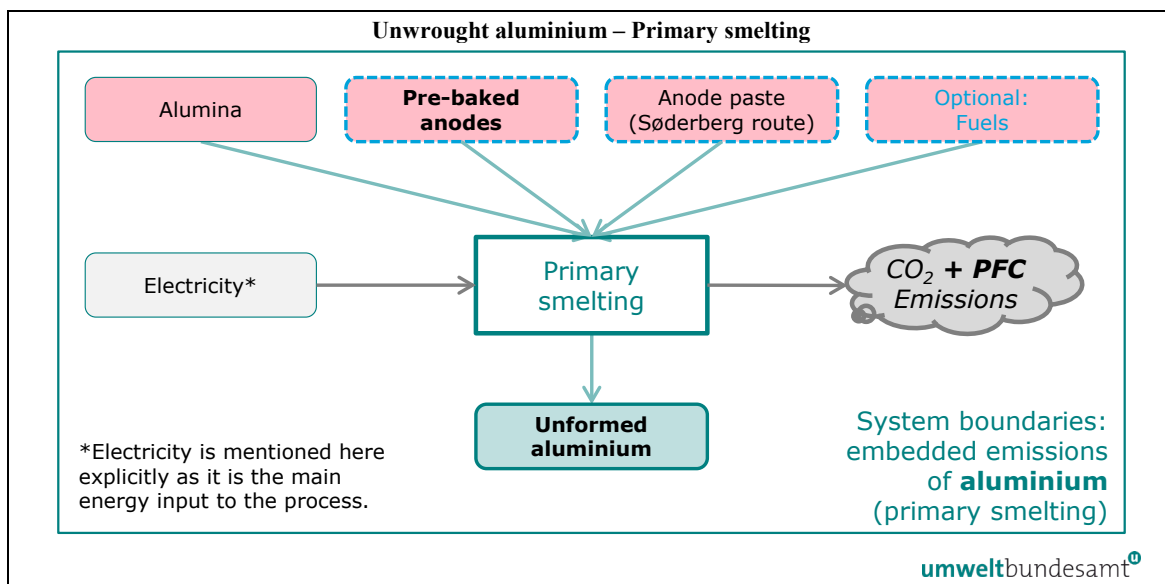 Unwrought aluminium – Primary smelting
Alumina
Pre-baked
anodes
Anode paste
(Søderberg route)
Optional:
Fuels
Electricity*
Primary
smelting
CO₂ + PFC
Emissions
Unformed
aluminium
*Electricity is mentioned here
explicitly as it is the main
energy input to the process.
System boundaries:
embedded emissions
of aluminium
(primary smelting)
umweltbundesamt
u